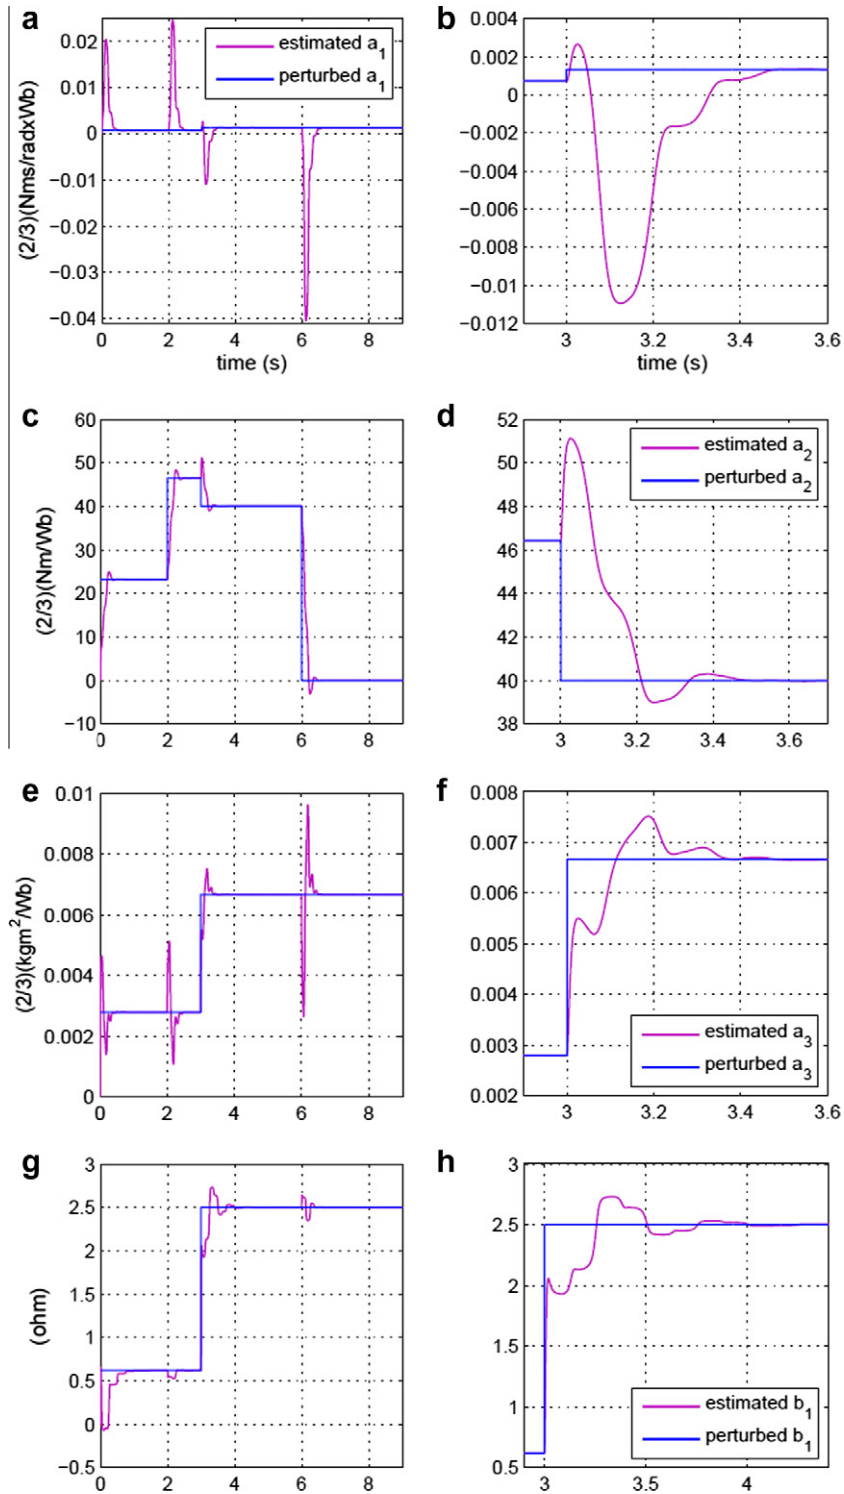 a
0.02
0.01
0
−0.01
−0.02
−0.03
−0.04
(2/3)(Nms/radxWb)
estimated a1
perturbed a1
0 2 4 6 8
time (s)
b
0.004
0.002
0
−0.002
−0.004
−0.006
−0.008
−0.01
−0.012
3 3.2 3.4 3.6
time (s)
c
60
50
40
30
20
10
0
−10
(2/3)(Nm/Wb)
0 2 4 6 8
d
52
50
48
46
44
42
40
38
estimated a2
perturbed a2
3 3.2 3.4 3.6
e
0.01
0.008
0.006
0.004
0.002
0
(2/3)(kgm2/Wb)
0 2 4 6 8
f
0.008
0.007
0.006
0.005
0.004
0.003
0.002
estimated a3
perturbed a3
3 3.2 3.4 3.6
g
3
2.5
2
1.5
1
0.5
0
−0.5
(ohm)
0 2 4 6 8
h
3
2.5
2
1.5
1
0.5
estimated b1
perturbed b1
3 3.5 4